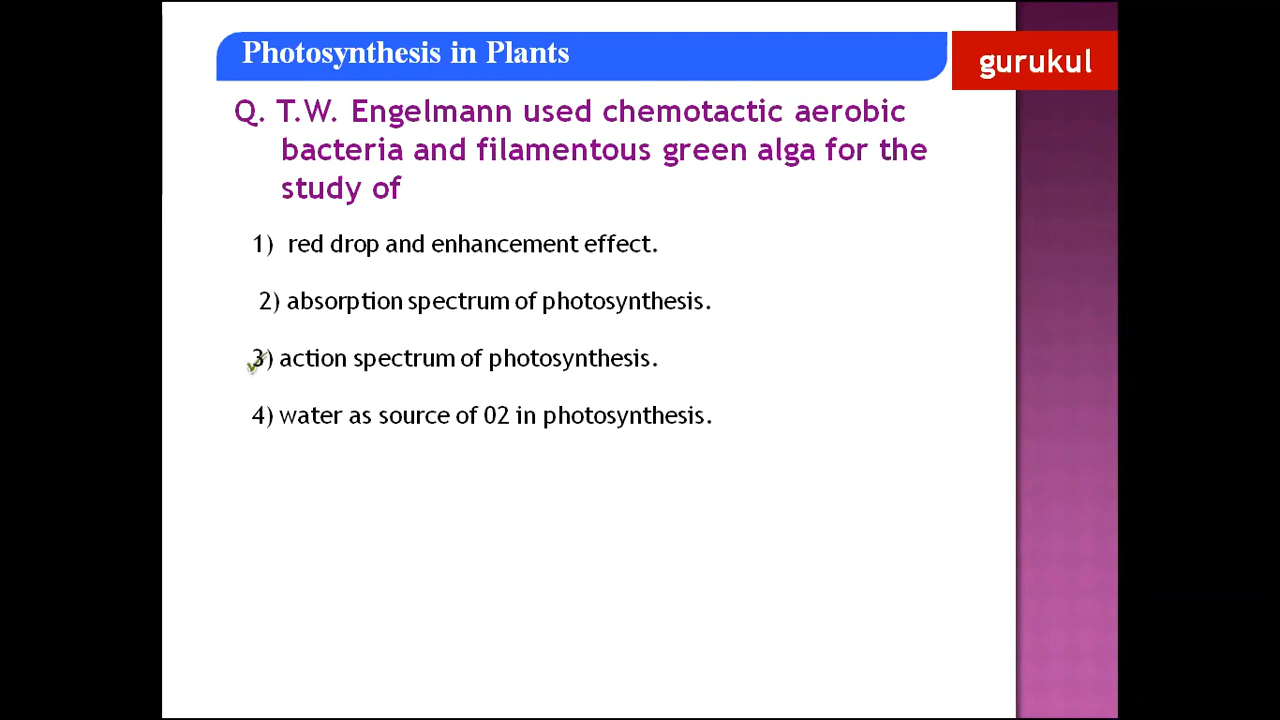 Photosynthesis in Plants
gurukul
Q. T.W. Engelmann used chemotactic aerobic
bacteria and filamentous green alga for the
study of
1) red drop and enhancement effect.
2) absorption spectrum of photosynthesis.
3) action spectrum of photosynthesis.
4) water as source of 02 in photosynthesis.